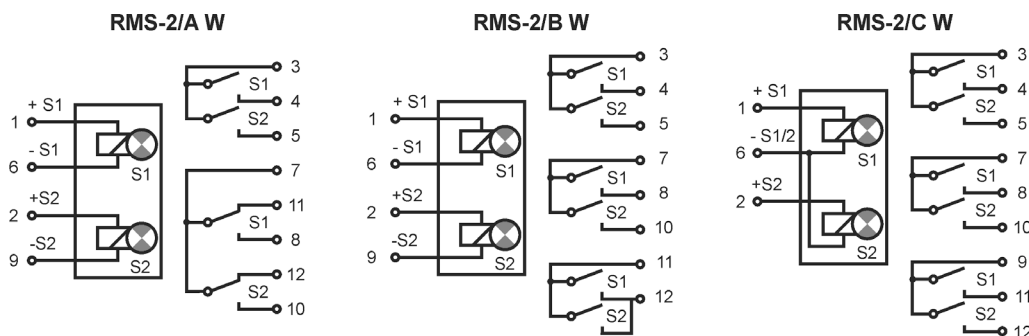 RMS-2/A W
+ S1
1
- S1
6
S1
+S2
2
-S2
9
S2
3
S1
4
S2
5
7
11
S1
8
12
S2
10
RMS-2/B W
+ S1
1
- S1
6
S1
+S2
2
-S2
9
S2
3
S1
4
S2
5
7
S1
8
S2
10
11
S1
12
S2
RMS-2/C W
+ S1
1
- S1/2
6
S1
+S2
2
S2
3
S1
4
S2
5
7
S1
8
S2
10
9
S1
11
S2
12